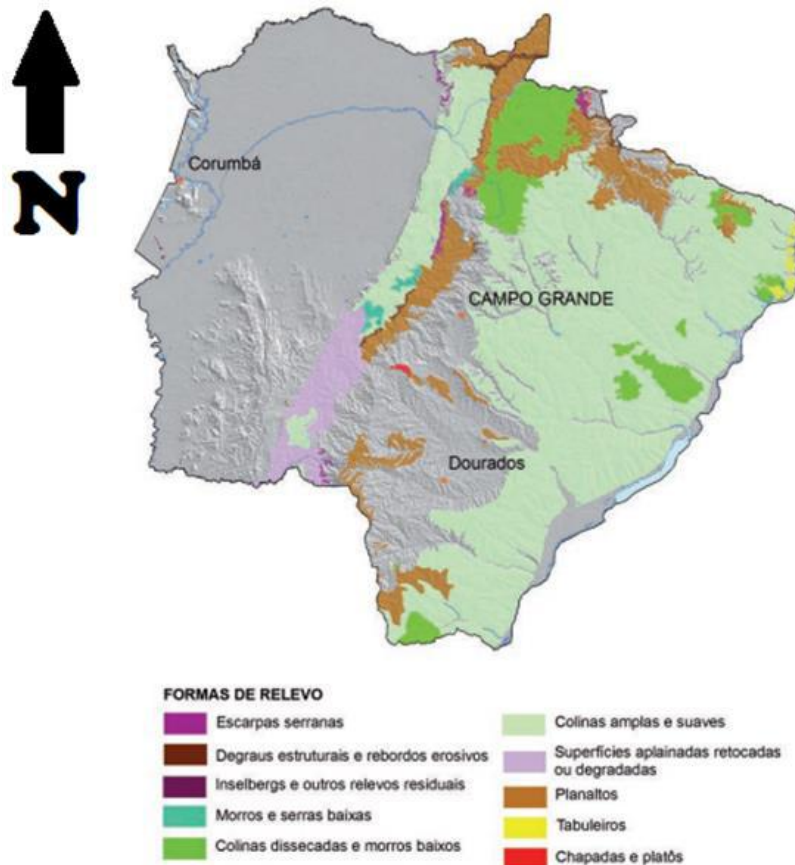 N
Corumbá
CAMPO GRANDE
Dourados
FORMAS DE RELEVO
Escarpas serranas
Degraus estruturais e rebordos erosivos
Inselbergs e outros relevos residuais
Morros e serras baixas
Colinas dissecadas e morros baixos
Colinas amplas e suaves
Superfícies aplainadas retocadas
ou degradadas
Planaltos
Tabuleiros
Chapadas e platôs